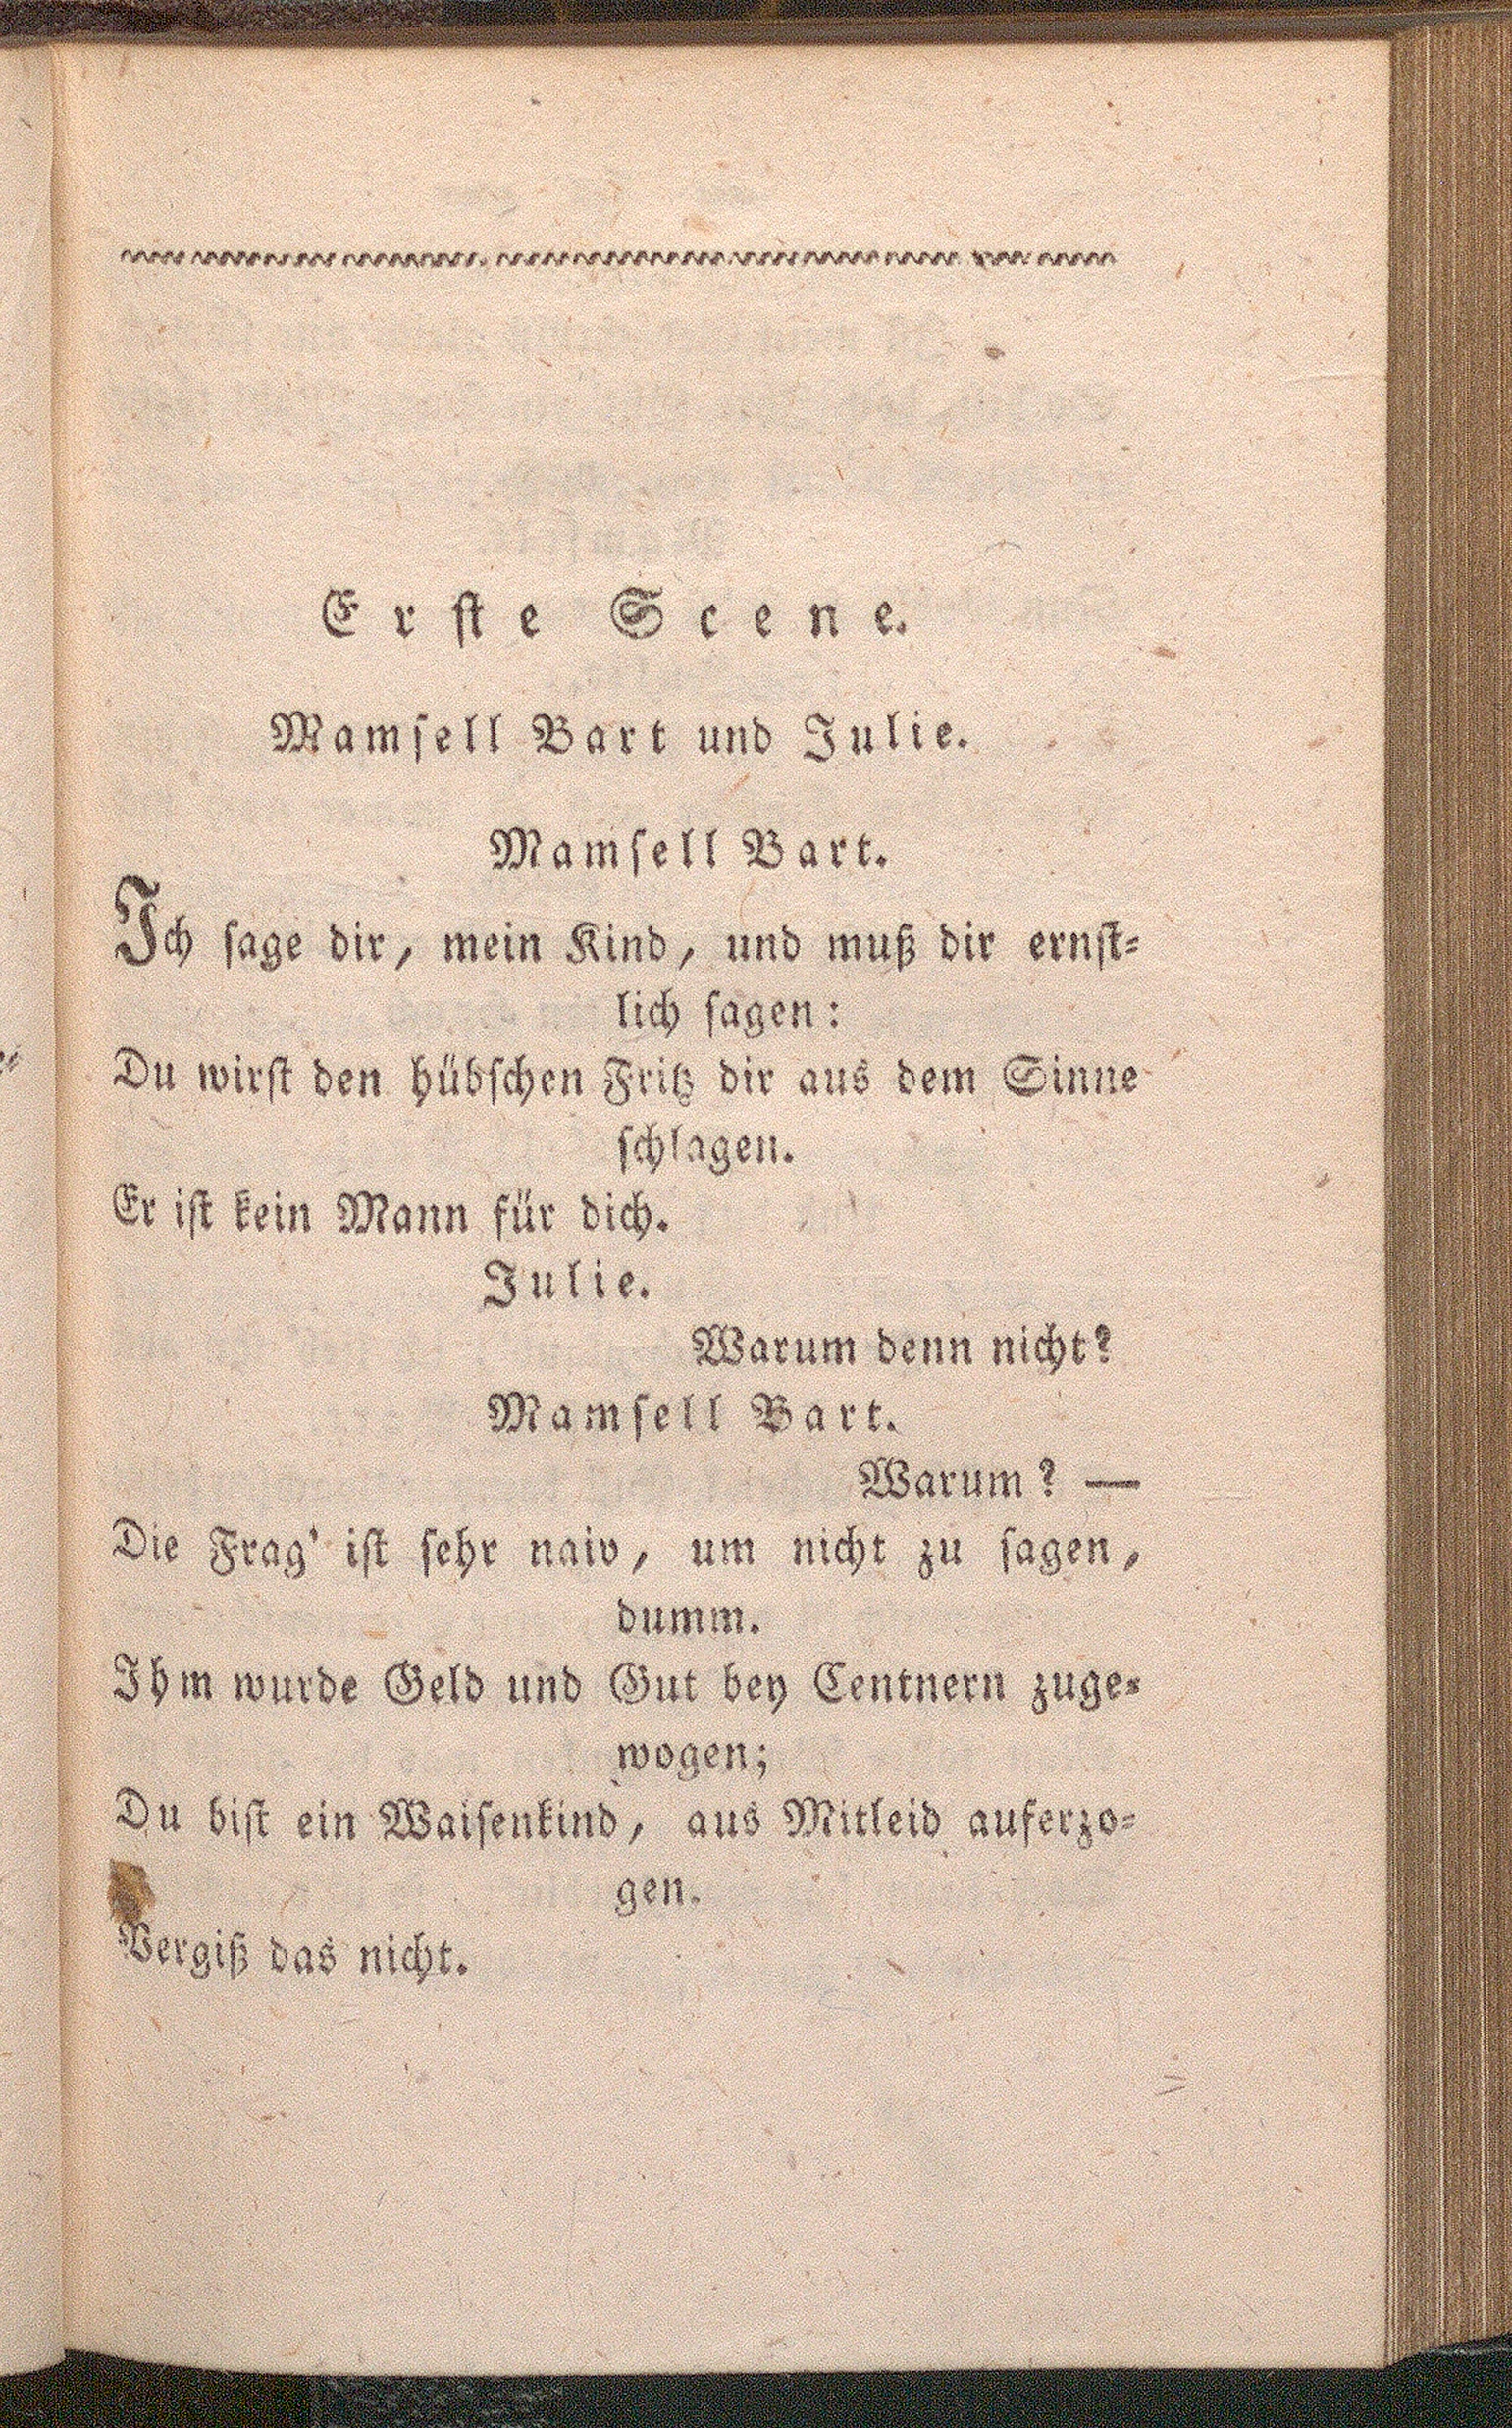 Erste Scene.
Mamsell Bart und Julie.
Mamsell Bart.
Ich sage dir, mein Kind, und muß dir ernst-
lich sagen:
Du wirst den hübschen Fritz dir aus dem Sinne
schlagen.
Er ist kein Mann für dich.
Julie.
Warum denn nicht?
Mamsell Bart.
Warum? —
Die Frag' ist sehr naiv, um nicht zu sagen,
dumm.
Ihm wurde Geld und Gut bey Centnern zuge-
wogen;
Du bist ein Waisenkind, aus Mitleid auferzo-
gen.
Vergiß das nicht.